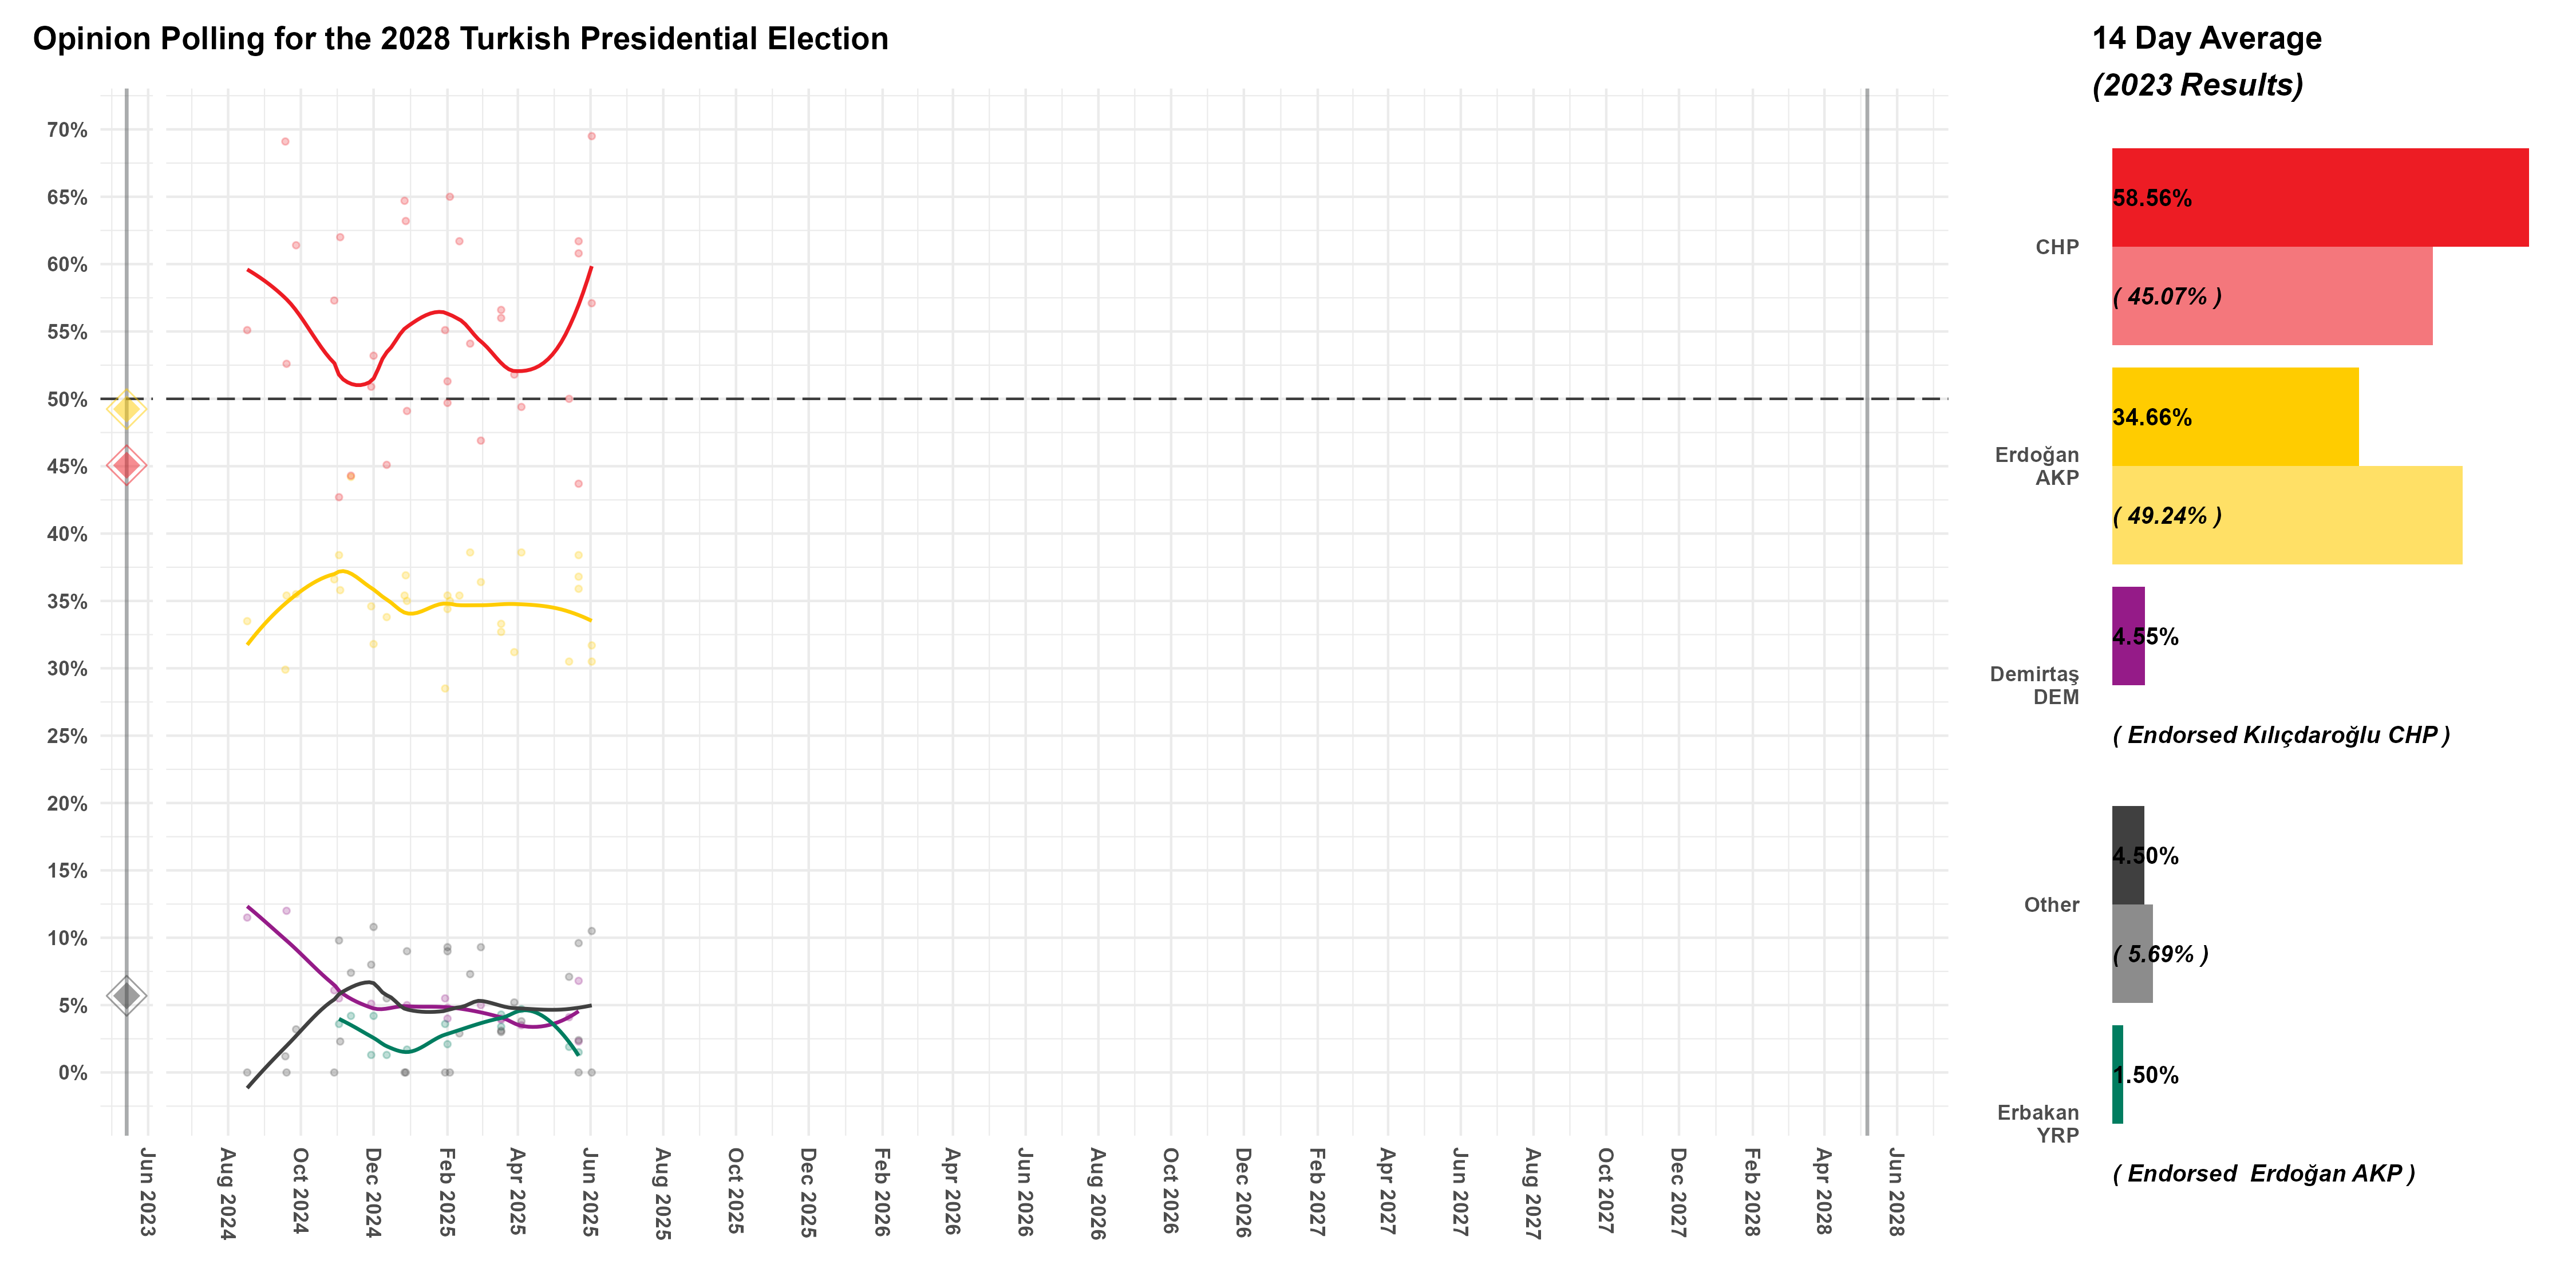 Opinion Polling for the 2028 Turkish Presidential Election
70%
65%
60%
55%
50%
45%
40%
35%
30%
25%
20%
15%
10%
5%
0%
Jun 2023
Aug 2024
Oct 2024
Dec 2024
Feb 2025
Apr 2025
Jun 2025
Aug 2025
Oct 2025
Dec 2025
Feb 2026
Apr 2026
Jun 2026
Aug 2026
Oct 2026
Dec 2026
Feb 2027
Apr 2027
Jun 2027
Aug 2027
Oct 2027
Dec 2027
Feb 2028
Apr 2028
Jun 2028
14 Day Average
(2023 Results)
CHP
58.56%
( 45.07% )
Erdoğan
AKP
34.66%
( 49.24% )
Demirtaş
DEM
4.55%
( Endorsed Kılıçdaroğlu CHP )
Other
4.50%
( 5.69% )
Erbakan
YRP
1.50%
( Endorsed  Erdoğan AKP )